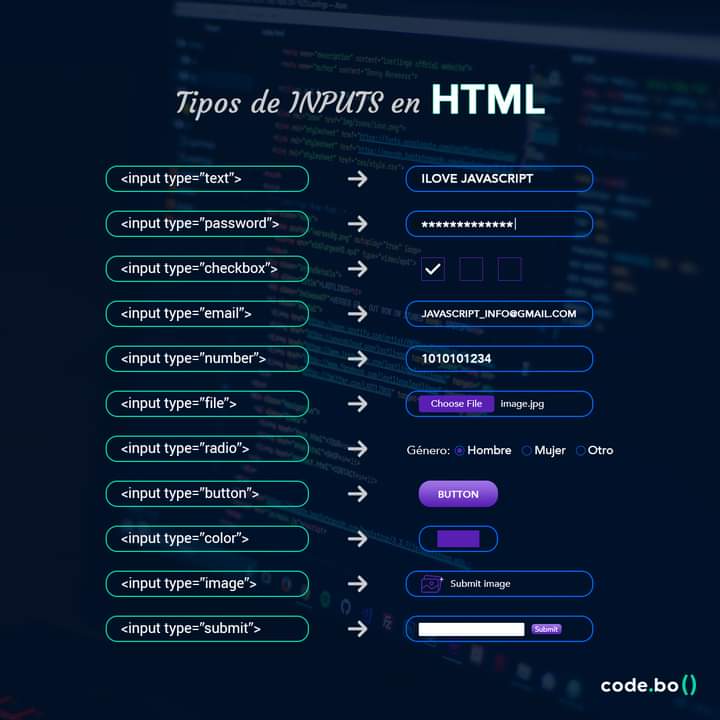 Tipos de INPUTS en HTML
<input type="text"> → ILOVE JAVASCRIPT
<input type="password"> → *************|
<input type="checkbox"> →
<input type="email"> → JAVASCRIPT_INFO@GMAIL.COM
<input type="number"> → 1010101234
<input type="file"> → Choose File image.jpg
<input type="radio"> → Género: Hombre Mujer Otro
<input type="button"> → BUTTON
<input type="color"> →
<input type="image"> → Submit image
<input type="submit"> → Submit
code.bo()